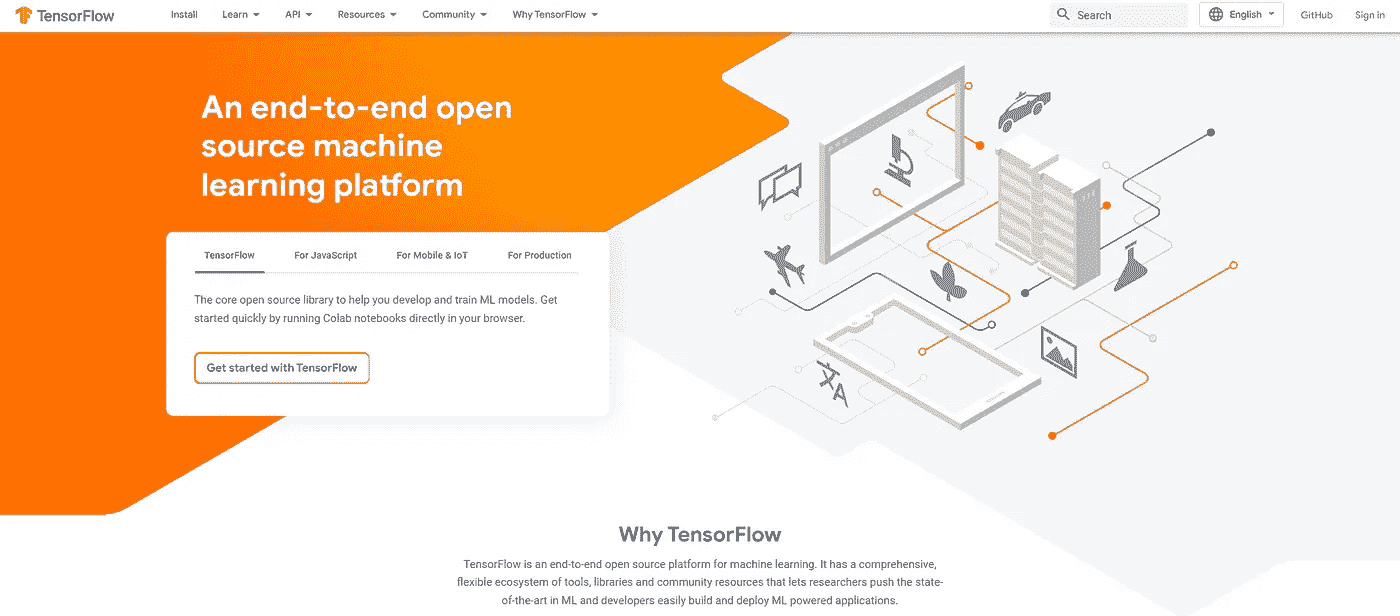 TensorFlow Install Learn API Resources Community Why TensorFlow Search English GitHub Sign in
An end-to-end open
source machine
learning platform
TensorFlow For JavaScript For Mobile & IoT For Production
The core open source library to help you develop and train ML models. Get
started quickly by running Colab notebooks directly in your browser.
Get started with TensorFlow
文A
Why TensorFlow
TensorFlow is an end-to-end open source platform for machine learning. It has a comprehensive,
flexible ecosystem of tools, libraries and community resources that lets researchers push the state-
of-the-art in ML and developers easily build and deploy ML powered applications.